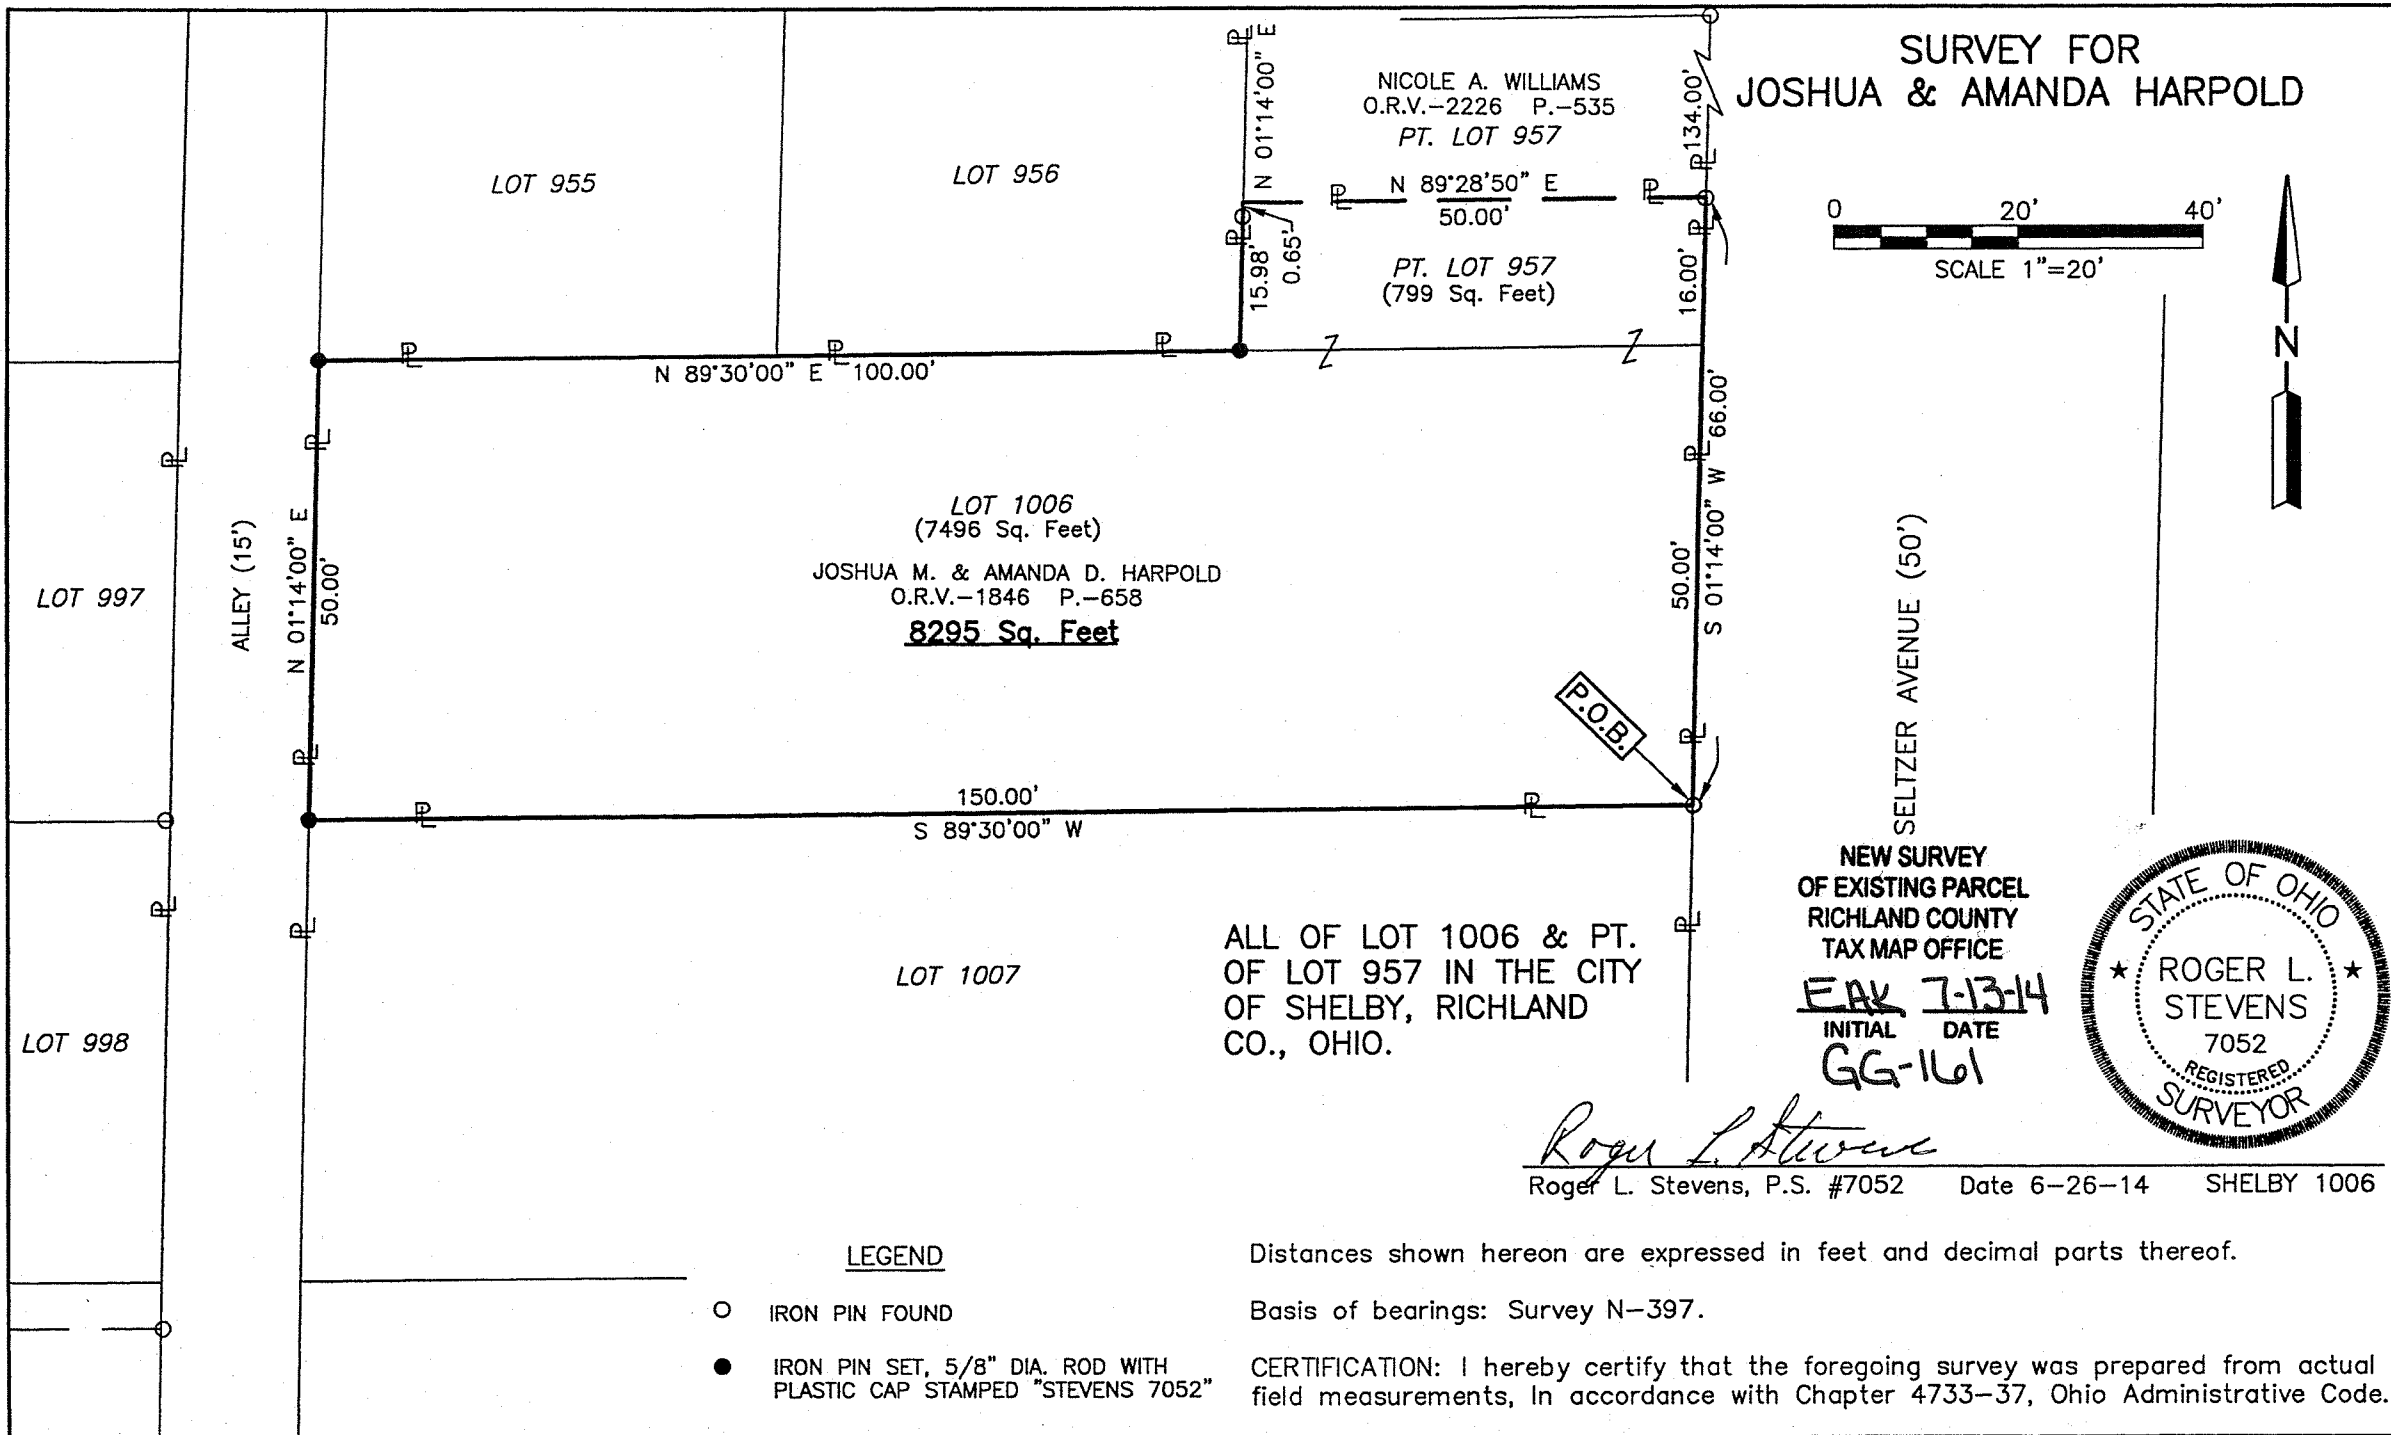 SURVEY FOR
JOSHUA & AMANDA HARPOLD
NICOLE A. WILLIAMS
O.R.V.-2226 P.-535
PT. LOT 957
N 01°14'00" E
134.00'
LOT 955
LOT 956
N 89°28'50" E
50.00'
15.98'
0.65'
PT. LOT 957
(799 Sq. Feet)
16.00'
0 20' 40'
SCALE 1"=20'
N
N 89°30'00" E 100.00'
66.00'
S 01°14'00" W
50.00'
LOT 1006
(7496 Sq. Feet)
JOSHUA M. & AMANDA D. HARPOLD
O.R.V.-1846 P.-658
8295 Sq. Feet
LOT 997
ALLEY (15')
N 01°14'00" E
50.00'
SELTZER AVENUE (50')
P.O.B.
150.00'
S 89°30'00" W
LOT 1007
LOT 998
ALL OF LOT 1006 & PT.
OF LOT 957 IN THE CITY
OF SHELBY, RICHLAND
CO., OHIO.
NEW SURVEY
OF EXISTING PARCEL
RICHLAND COUNTY
TAX MAP OFFICE
EAK 7-13-14
INITIAL DATE
GG-161
STATE OF OHIO
★ ROGER L. ★
STEVENS
7052
REGISTERED
SURVEYOR
Roger L. Stevens
Roger L. Stevens, P.S. #7052 Date 6-26-14 SHELBY 1006
LEGEND
IRON PIN FOUND
IRON PIN SET, 5/8" DIA. ROD WITH
PLASTIC CAP STAMPED "STEVENS 7052"
Distances shown hereon are expressed in feet and decimal parts thereof.
Basis of bearings: Survey N-397.
CERTIFICATION: I hereby certify that the foregoing survey was prepared from actual
field measurements, In accordance with Chapter 4733-37, Ohio Administrative Code.